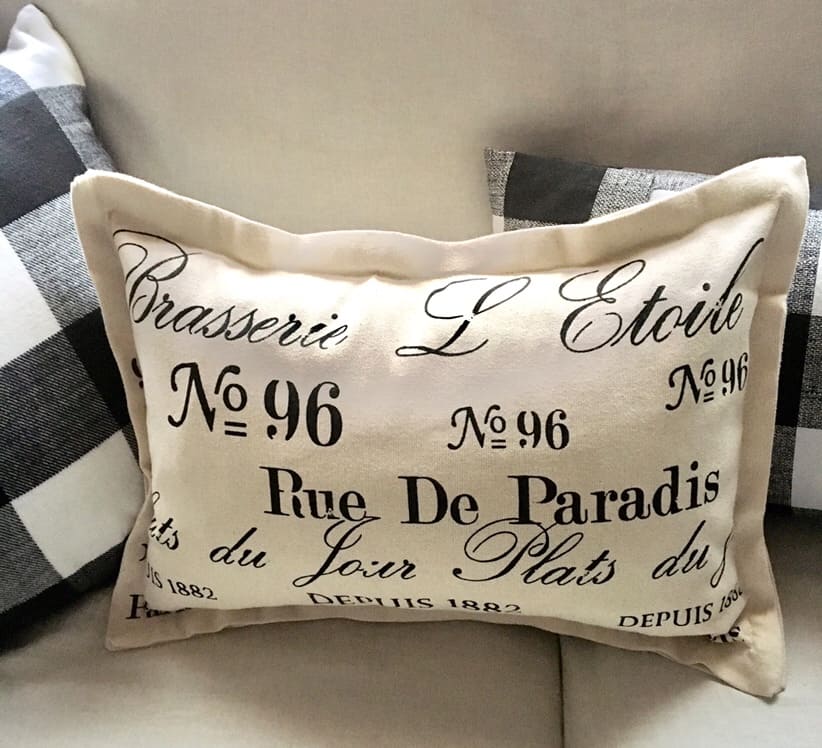 Brasserie L Etoile
No 96 No 96 No 96
Rue De Paradis
du Jour Plats du
1882 DEPUIS 1882 DEPUIS